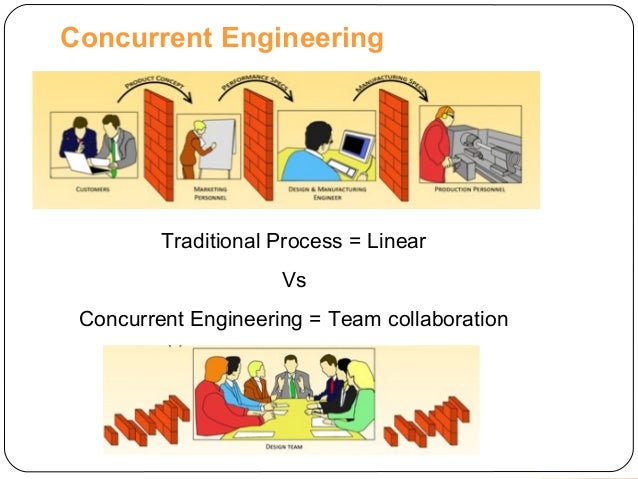 Concurrent Engineering
PRODUCT CONCEPT
PERFORMANCE SPECS
MANUFACTURING SPECS
CUSTOMERS
MARKETING
PERSONNEL
DESIGN & MANUFACTURING
ENGINEER
PRODUCTION PERSONNEL
Traditional Process = Linear
Vs
Concurrent Engineering = Team collaboration
DESIGN TEAM